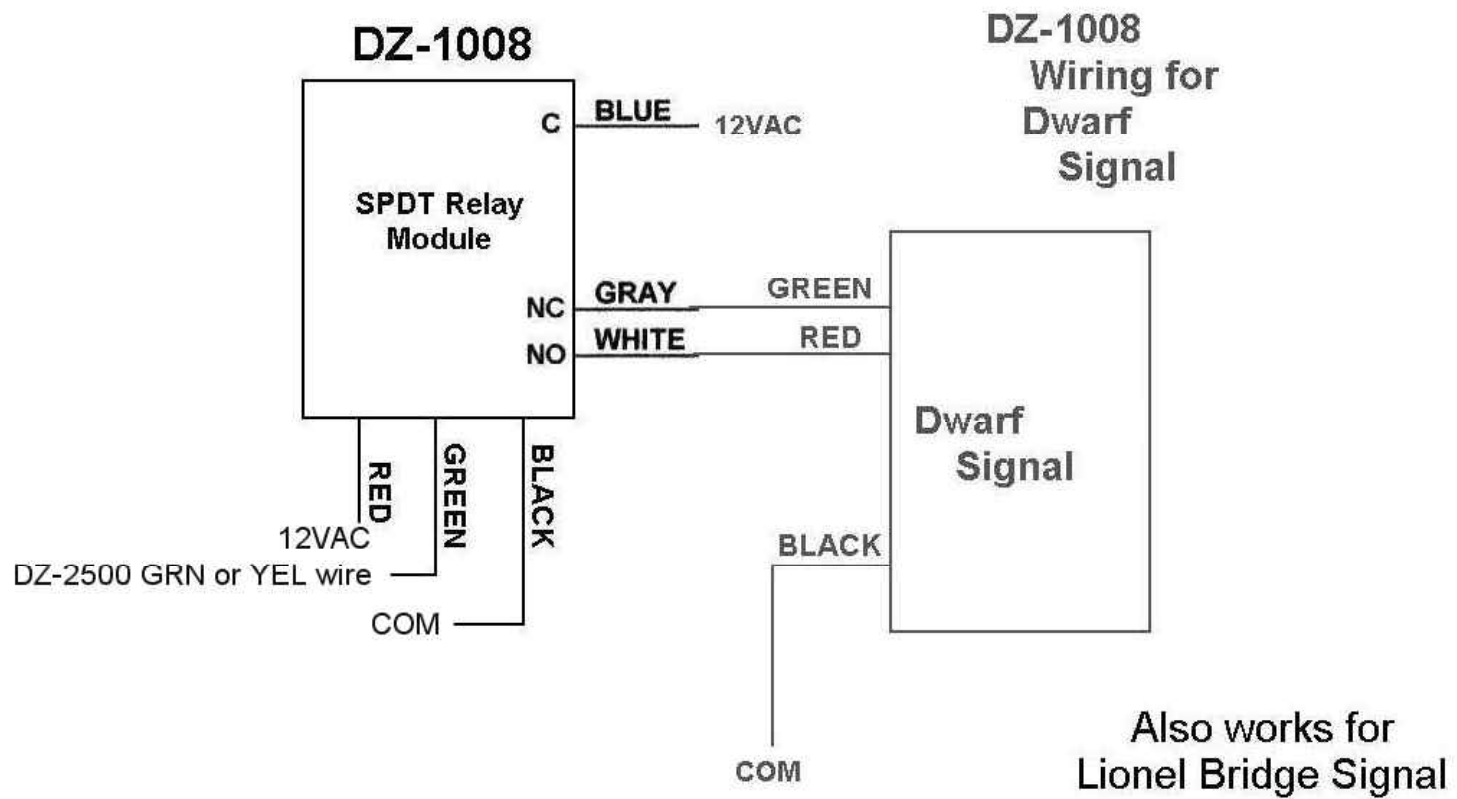 DZ-1008
DZ-1008
Wiring for
Dwarf
Signal
C
BLUE
12VAC
SPDT Relay
Module
NC
GRAY
GREEN
NO
WHITE
RED
Dwarf
Signal
RED
GREEN
BLACK
12VAC
DZ-2500 GRN or YEL wire
COM
BLACK
COM
Also works for
Lionel Bridge Signal